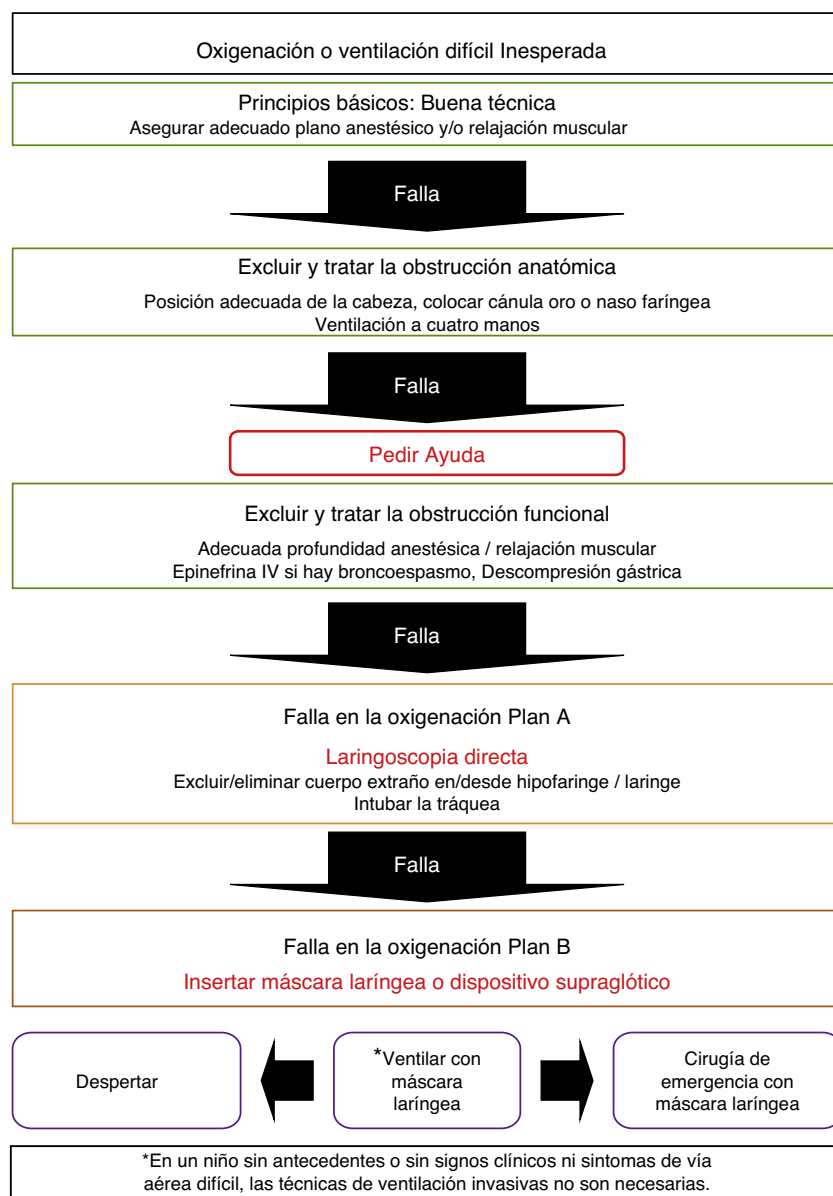 Oxigenación o ventilación difícil Inesperada
Principios básicos: Buena técnica
Asegurar adecuado plano anestésico y/o relajación muscular
Falla
Excluir y tratar la obstrucción anatómica
Posición adecuada de la cabeza, colocar cánula oro o naso faríngea
Ventilación a cuatro manos
Falla
Pedir Ayuda
Excluir y tratar la obstrucción funcional
Adecuada profundidad anestésica / relajación muscular
Epinefrina IV si hay broncoespasmo, Descompresión gástrica
Falla
Falla en la oxigenación Plan A
Laringoscopia directa
Excluir/eliminar cuerpo extraño en/desde hipofaringe / laringe
Intubar la tráquea
Falla
Falla en la oxigenación Plan B
Insertar máscara laríngea o dispositivo supraglótico
Despertar
*Ventilar con
máscara
laríngea
Cirugía de
emergencia con
máscara laríngea
*En un niño sin antecedentes o sin signos clínicos ni sintomas de vía
aérea difícil, las técnicas de ventilación invasivas no son necesarias.